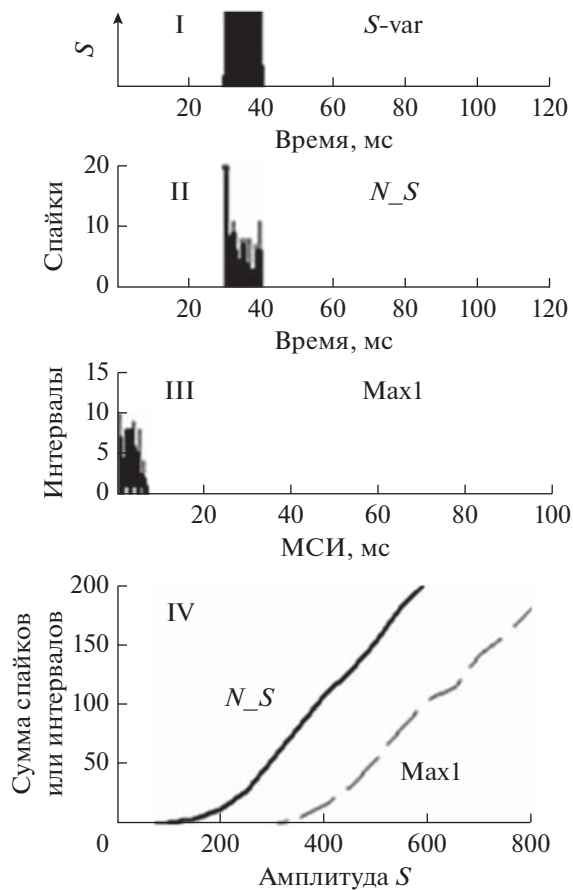 S
I
S-var
20 40 60 80 100 120
Время, мс
Спайки
20
10
0
II
N_S
20 40 60 80 100 120
Время, мс
Интервалы
15
10
5
0
III
Max1
20 40 60 80 100
МСИ, мс
Сумма спайков
или интервалов
200
150
100
50
0
IV
N_S
Max1
200 400 600 800
Амплитуда S